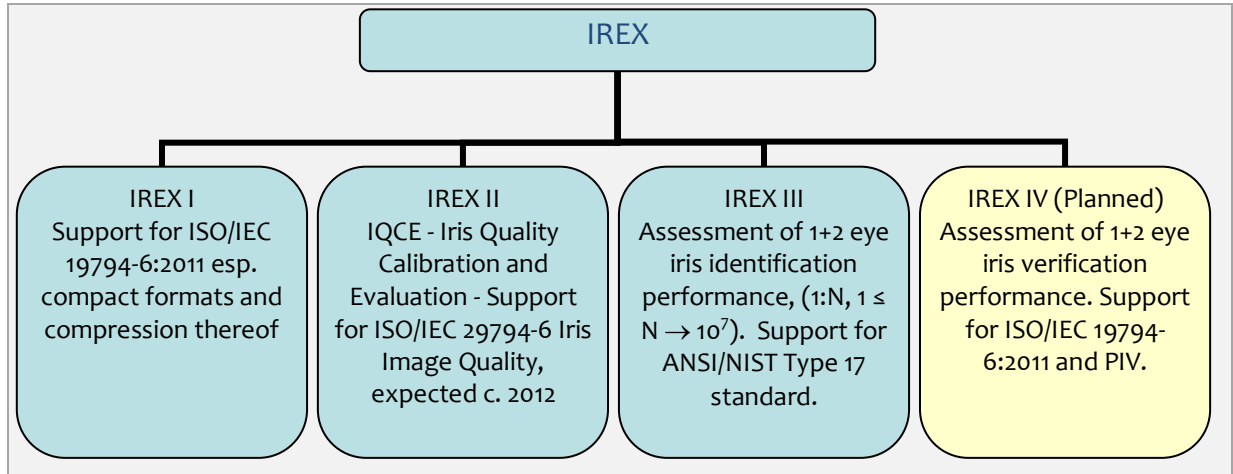 IREX
IREX I
Support for ISO/IEC
19794-6:2011 esp.
compact formats and
compression thereof
IREX II
IQCE - Iris Quality
Calibration and
Evaluation - Support
for ISO/IEC 29794-6 Iris
Image Quality,
expected c. 2012
IREX III
Assessment of 1+2 eye
iris identification
performance, (1:N, 1 ≤
N → 10⁷).  Support for
ANSI/NIST Type 17
standard.
IREX IV (Planned)
Assessment of 1+2 eye
iris verification
performance. Support
for ISO/IEC 19794-
6:2011 and PIV.